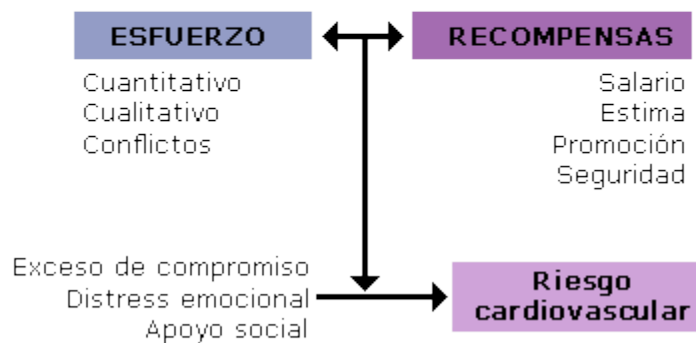 ESFUERZO
RECOMPENSAS
Cuantitativo
Cualitativo
Conflictos
Salario
Estima
Promoción
Seguridad
Exceso de compromiso
Distress emocional
Apoyo social
Riesgo
cardiovascular